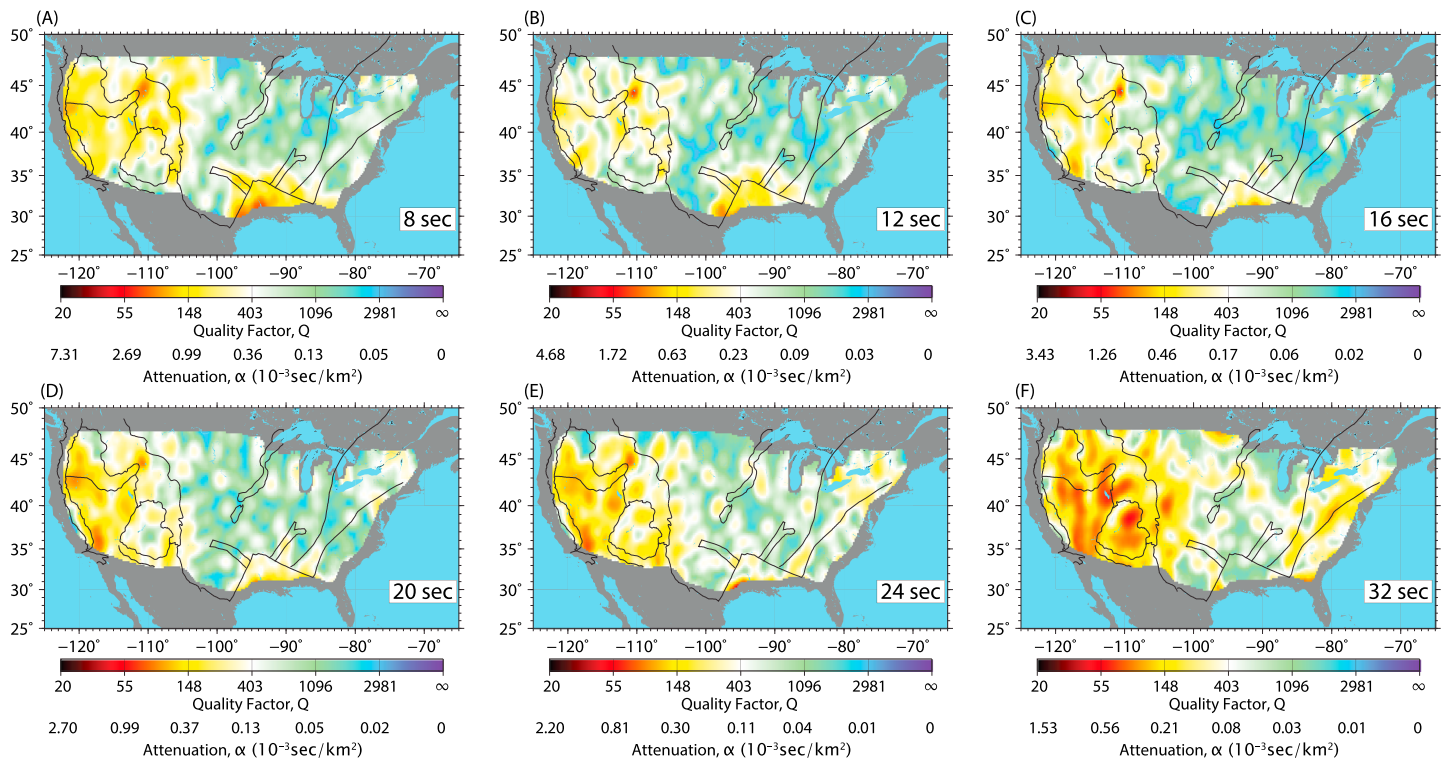 (A) (B) (C)
50° 50° 50°
45° 45° 45°
40° 40° 40°
35° 35° 35°
30° 30° 30°
8 sec 12 sec 16 sec
25° 25° 25°
−120° −110° −100° −90° −80° −70° −120° −110° −100° −90° −80° −70° −120° −110° −100° −90° −80° −70°
20 55 148 403 1096 2981 ∞ 20 55 148 403 1096 2981 ∞ 20 55 148 403 1096 2981 ∞
Quality Factor, Q Quality Factor, Q Quality Factor, Q
7.31 2.69 0.99 0.36 0.13 0.05 0 4.68 1.72 0.63 0.23 0.09 0.03 0 3.43 1.26 0.46 0.17 0.06 0.02 0
Attenuation, α (10⁻³sec/km²) Attenuation, α (10⁻³sec/km²) Attenuation, α (10⁻³sec/km²)
(D) (E) (F)
50° 50° 50°
45° 45° 45°
40° 40° 40°
35° 35° 35°
30° 30° 30°
20 sec 24 sec 32 sec
25° 25° 25°
−120° −110° −100° −90° −80° −70° −120° −110° −100° −90° −80° −70° −120° −110° −100° −90° −80° −70°
20 55 148 403 1096 2981 ∞ 20 55 148 403 1096 2981 ∞ 20 55 148 403 1096 2981 ∞
Quality Factor, Q Quality Factor, Q Quality Factor, Q
2.70 0.99 0.37 0.13 0.05 0.02 0 2.20 0.81 0.30 0.11 0.04 0.01 0 1.53 0.56 0.21 0.08 0.03 0.01 0
Attenuation, α (10⁻³sec/km²) Attenuation, α (10⁻³sec/km²) Attenuation, α (10⁻³sec/km²)